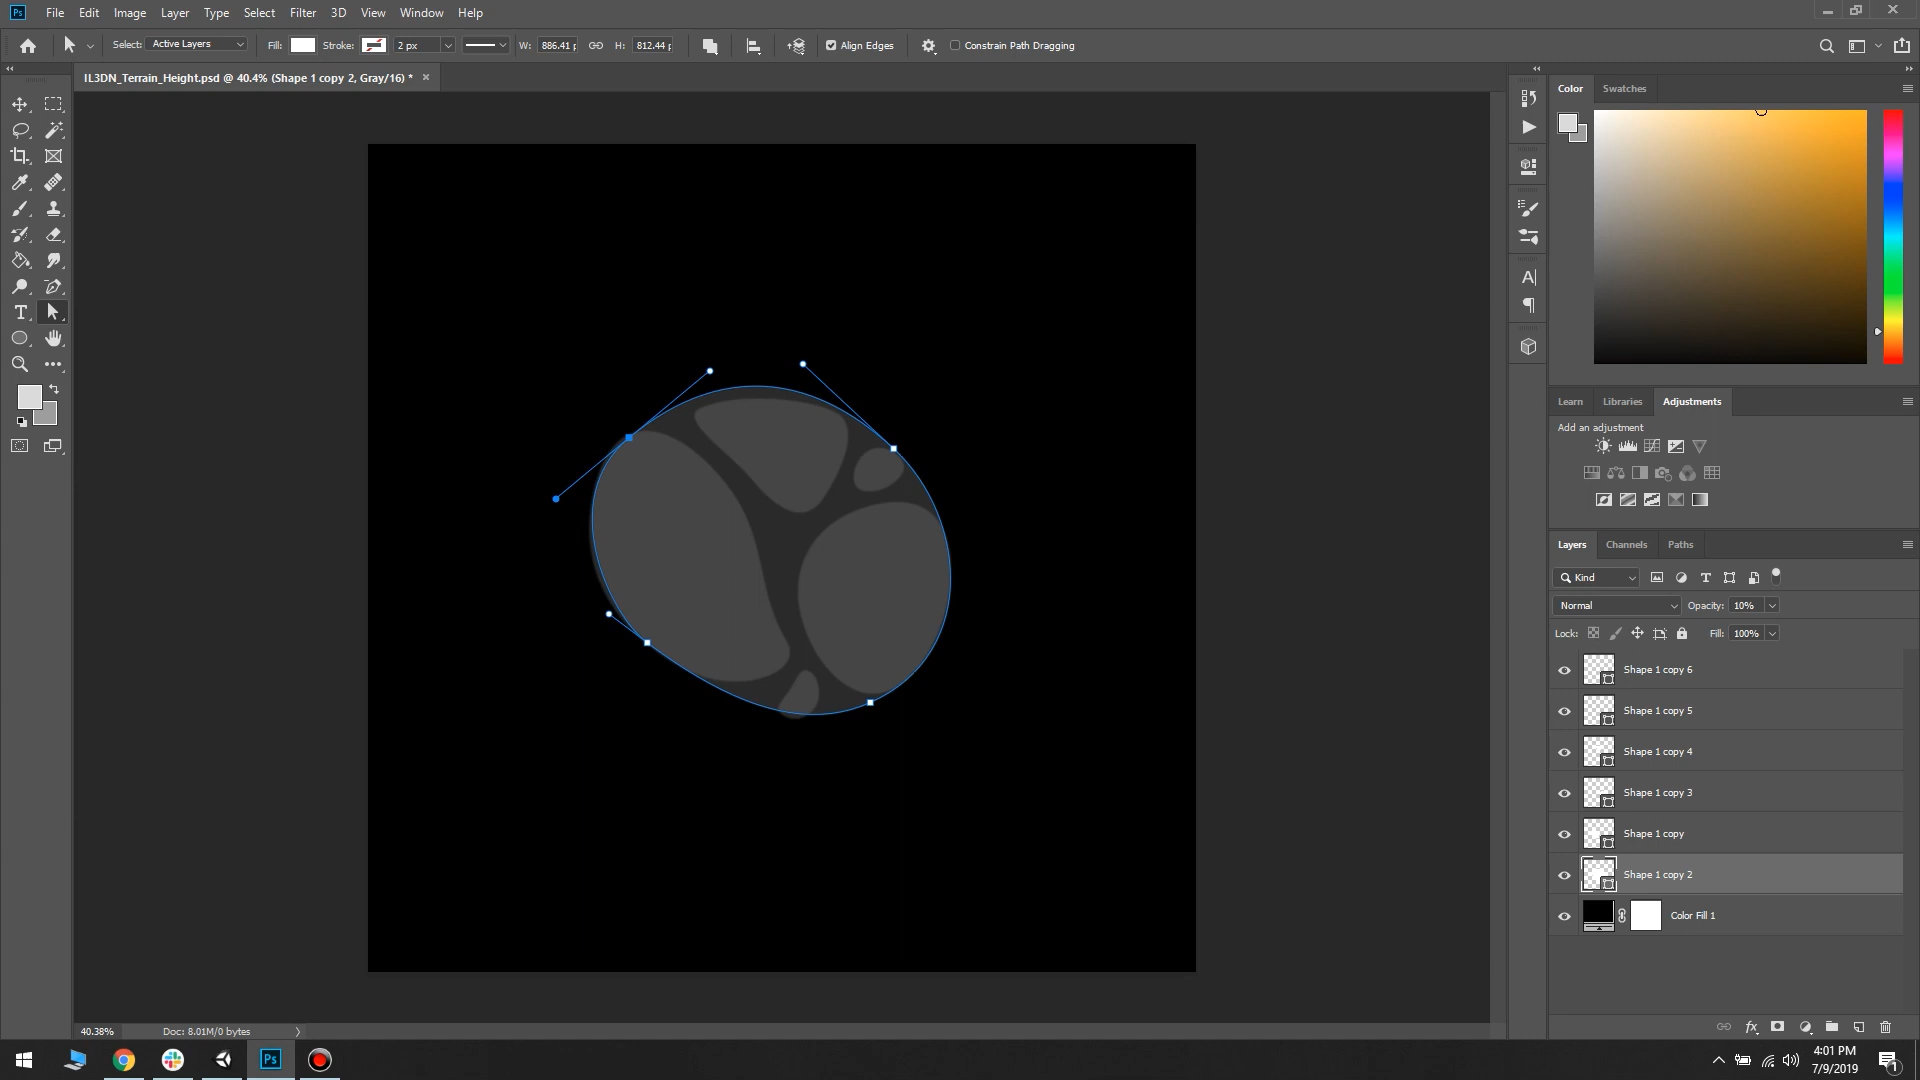 Ps File Edit Image Layer Type Select Filter 3D View Window Help
Select: Active Layers Fill: Stroke: 2 px W: 886.41 p H: 812.44 p Align Edges Constrain Path Dragging
IL3DN_Terrain_Height.psd @ 40.4% (Shape 1 copy 2, Gray/16) * ×
Color Swatches
Learn Libraries Adjustments
Add an adjustment
Layers Channels Paths
Kind
Normal Opacity: 10%
Lock: Fill: 100%
Shape 1 copy 6
Shape 1 copy 5
Shape 1 copy 4
Shape 1 copy 3
Shape 1 copy
Shape 1 copy 2
Color Fill 1
40.38% Doc: 8.01M/0 bytes
fx
Ps
4:01 PM
7/9/2019
1